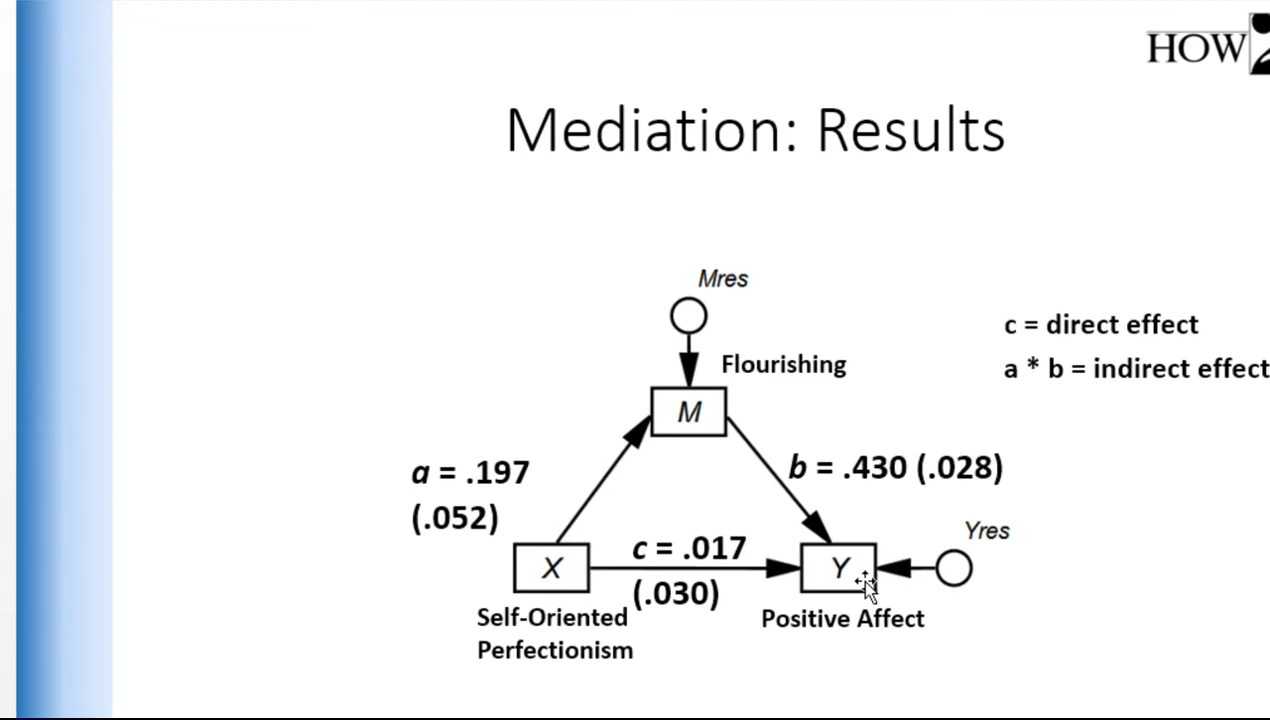 HOW2
Mediation: Results
Mres
c = direct effect
Flourishing
a * b = indirect effect
M
a = .197
(.052)
b = .430 (.028)
Yres
c = .017
X
Y
(.030)
Self-Oriented
Perfectionism
Positive Affect